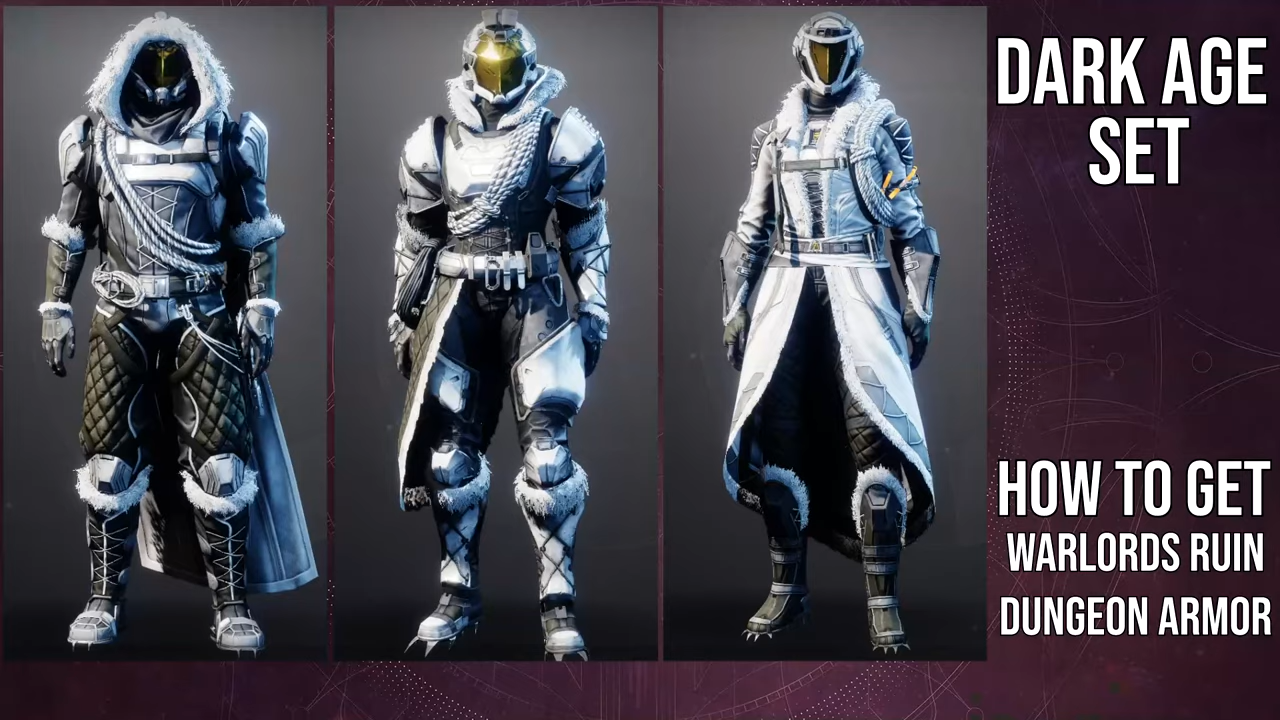 DARK AGE
SET
HOW TO GET
WARLORDS RUIN
DUNGEON ARMOR